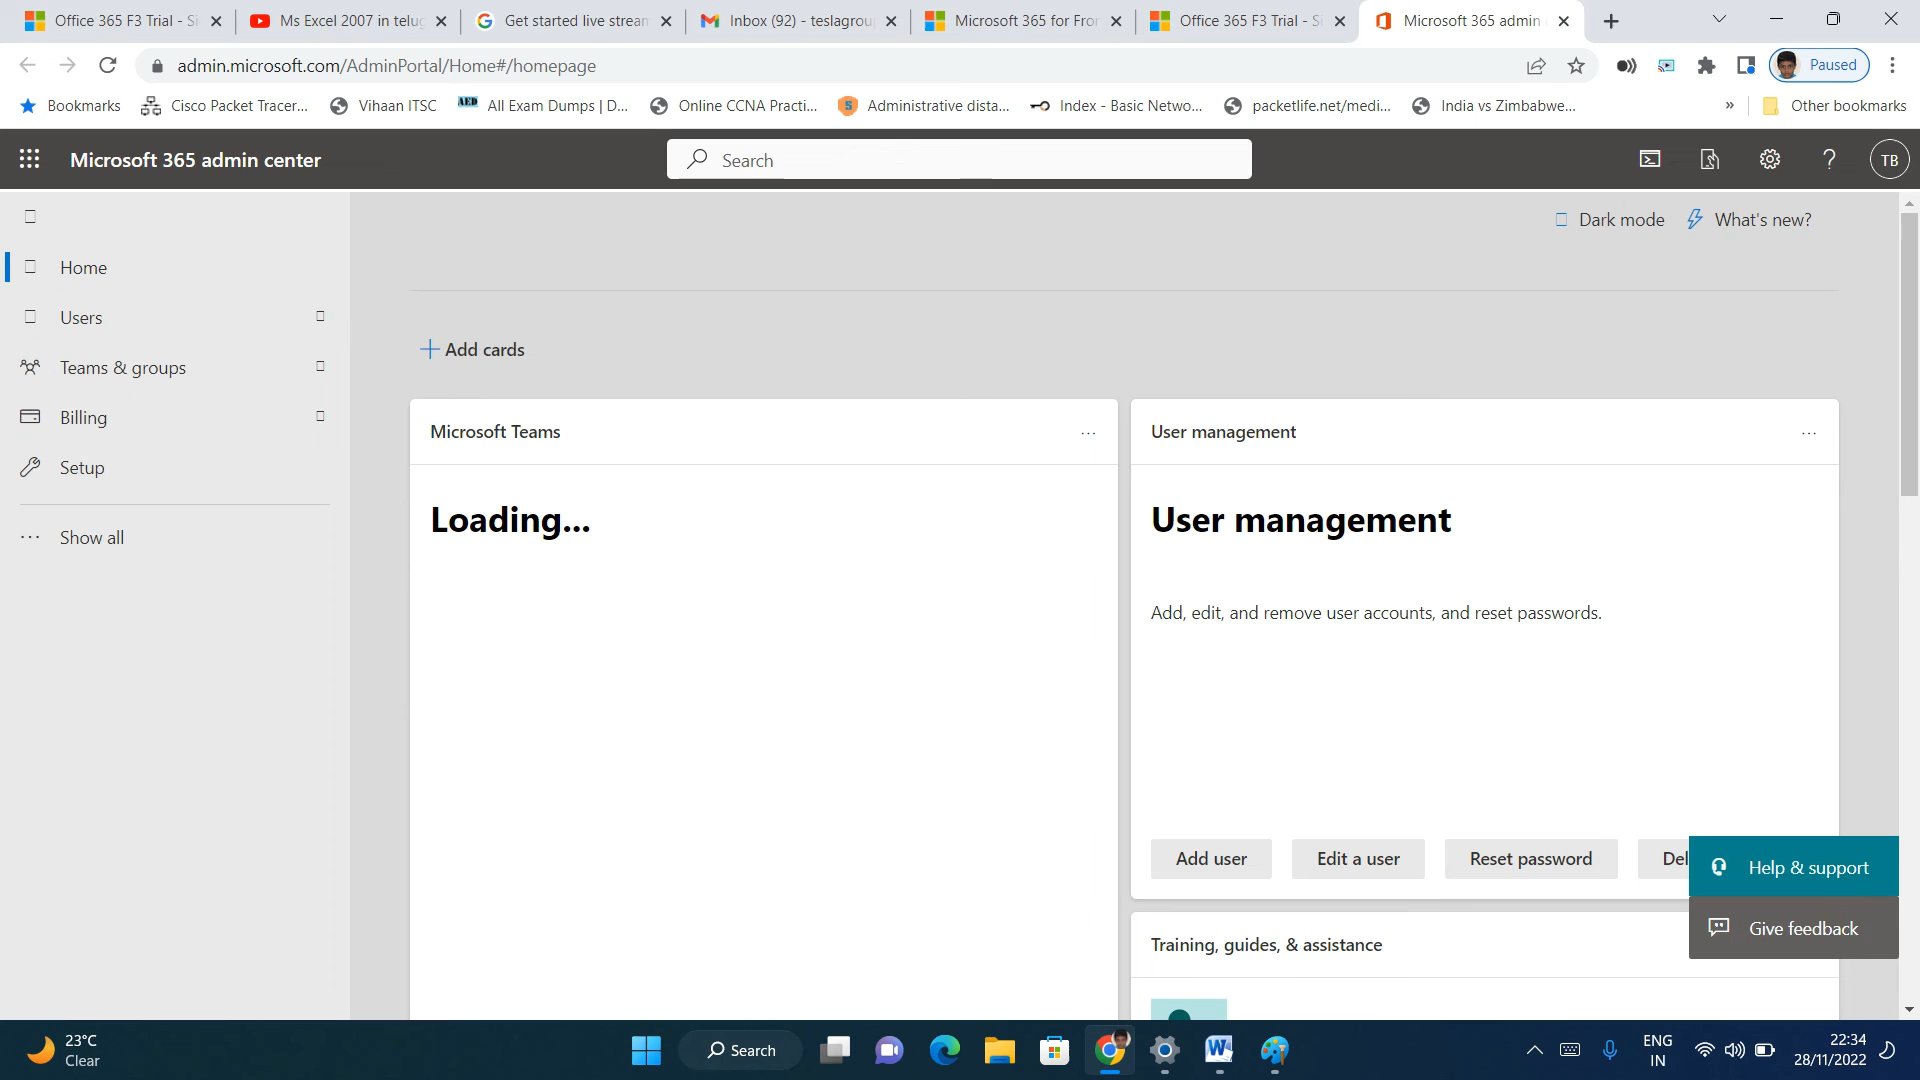 Office 365 F3 Trial - Si
Ms Excel 2007 in telug
Get started live stream
Inbox (92) - teslagroup
Microsoft 365 for Fron
Office 365 F3 Trial - Si
Microsoft 365 admin
admin.microsoft.com/AdminPortal/Home#/homepage
Paused
Bookmarks
Cisco Packet Tracer...
Vihaan ITSC
AED
All Exam Dumps | D...
Online CCNA Practi...
Administrative dista...
Index - Basic Netwo...
packetlife.net/medi...
India vs Zimbabwe...
»
Other bookmarks
Microsoft 365 admin center
Search
TB
Dark mode
What's new?
Home
Users
Teams & groups
Billing
Setup
Show all
Add cards
Microsoft Teams
Loading...
User management
User management
Add, edit, and remove user accounts, and reset passwords.
Add user
Edit a user
Reset password
Del
Help & support
Give feedback
Training, guides, & assistance
23°C
Clear
Search
ENG
IN
22:34
28/11/2022